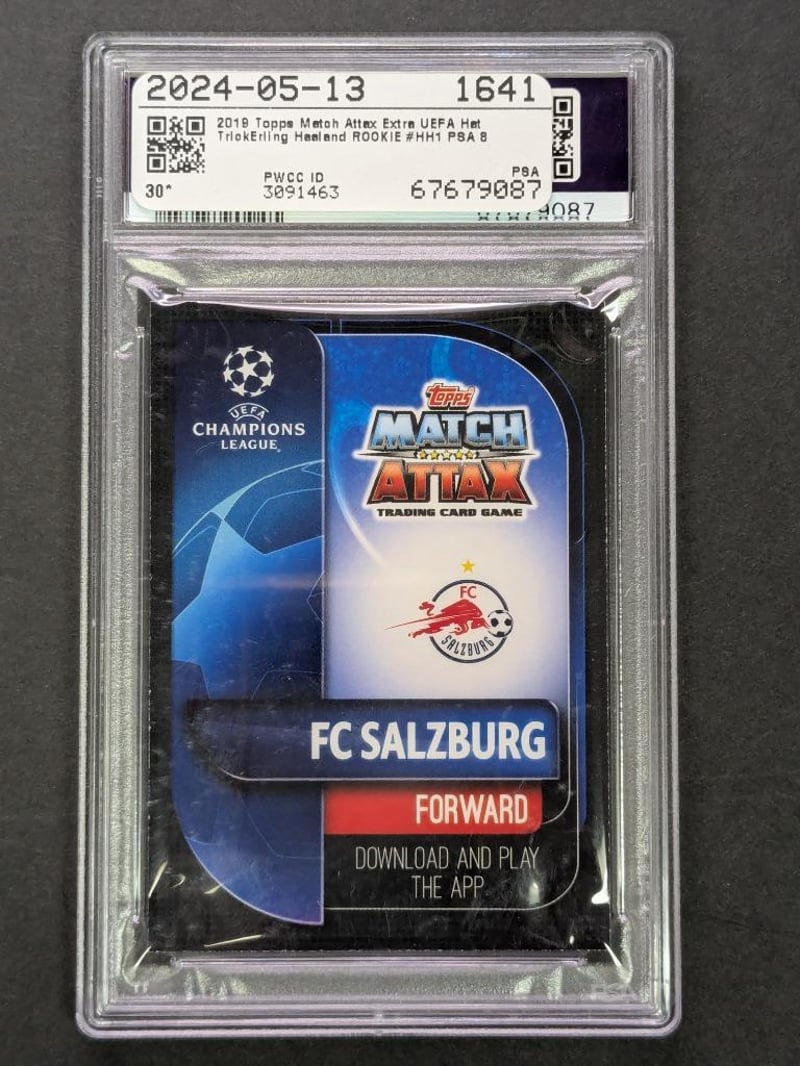 2024-05-13 1641
2019 Topps Match Attax Extra UEFA Hat
TrickErling Haaland ROOKIE #HH1 PSA 8
PWCC ID PSA
30* 3091463 67679087
67679087
UEFA
CHAMPIONS
LEAGUE
Topps
MATCH
ATTAX
TRADING CARD GAME
FC
SALZBURG
FC SALZBURG
FORWARD
DOWNLOAD AND PLAY
THE APP
PSA